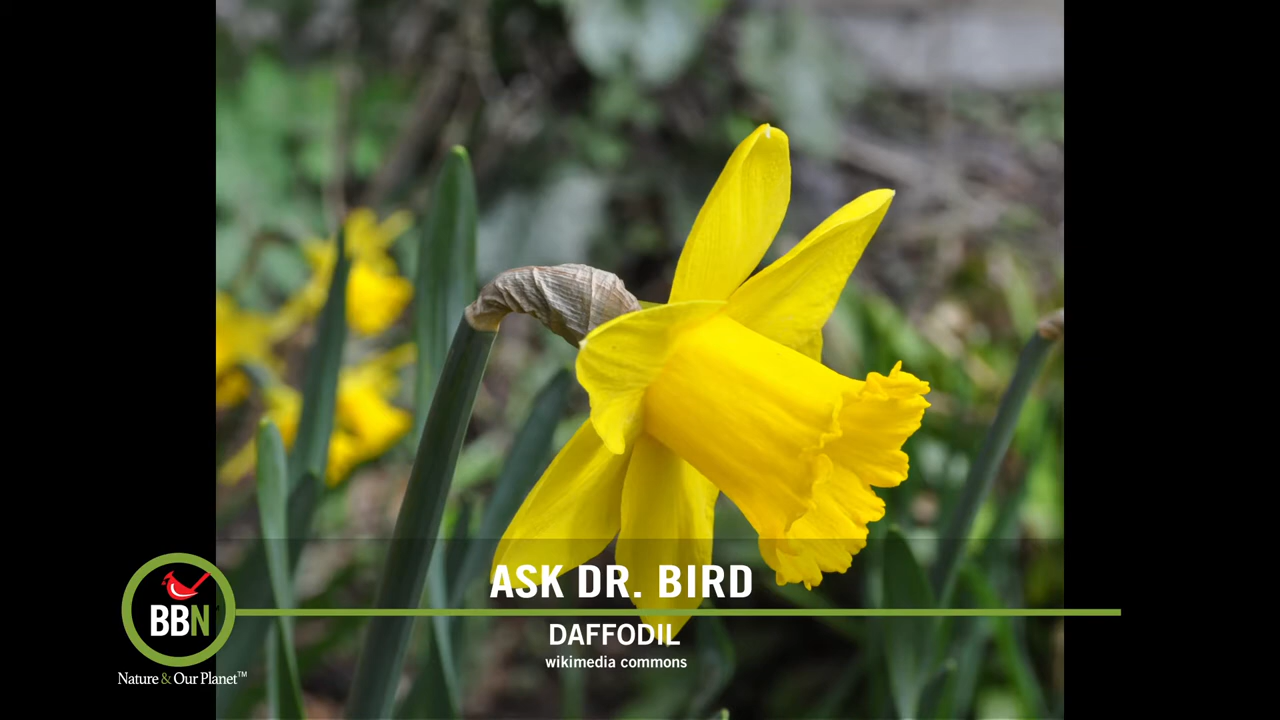 ASK DR. BIRD
BBN
DAFFODIL
wikimedia commons
Nature & Our Planet™